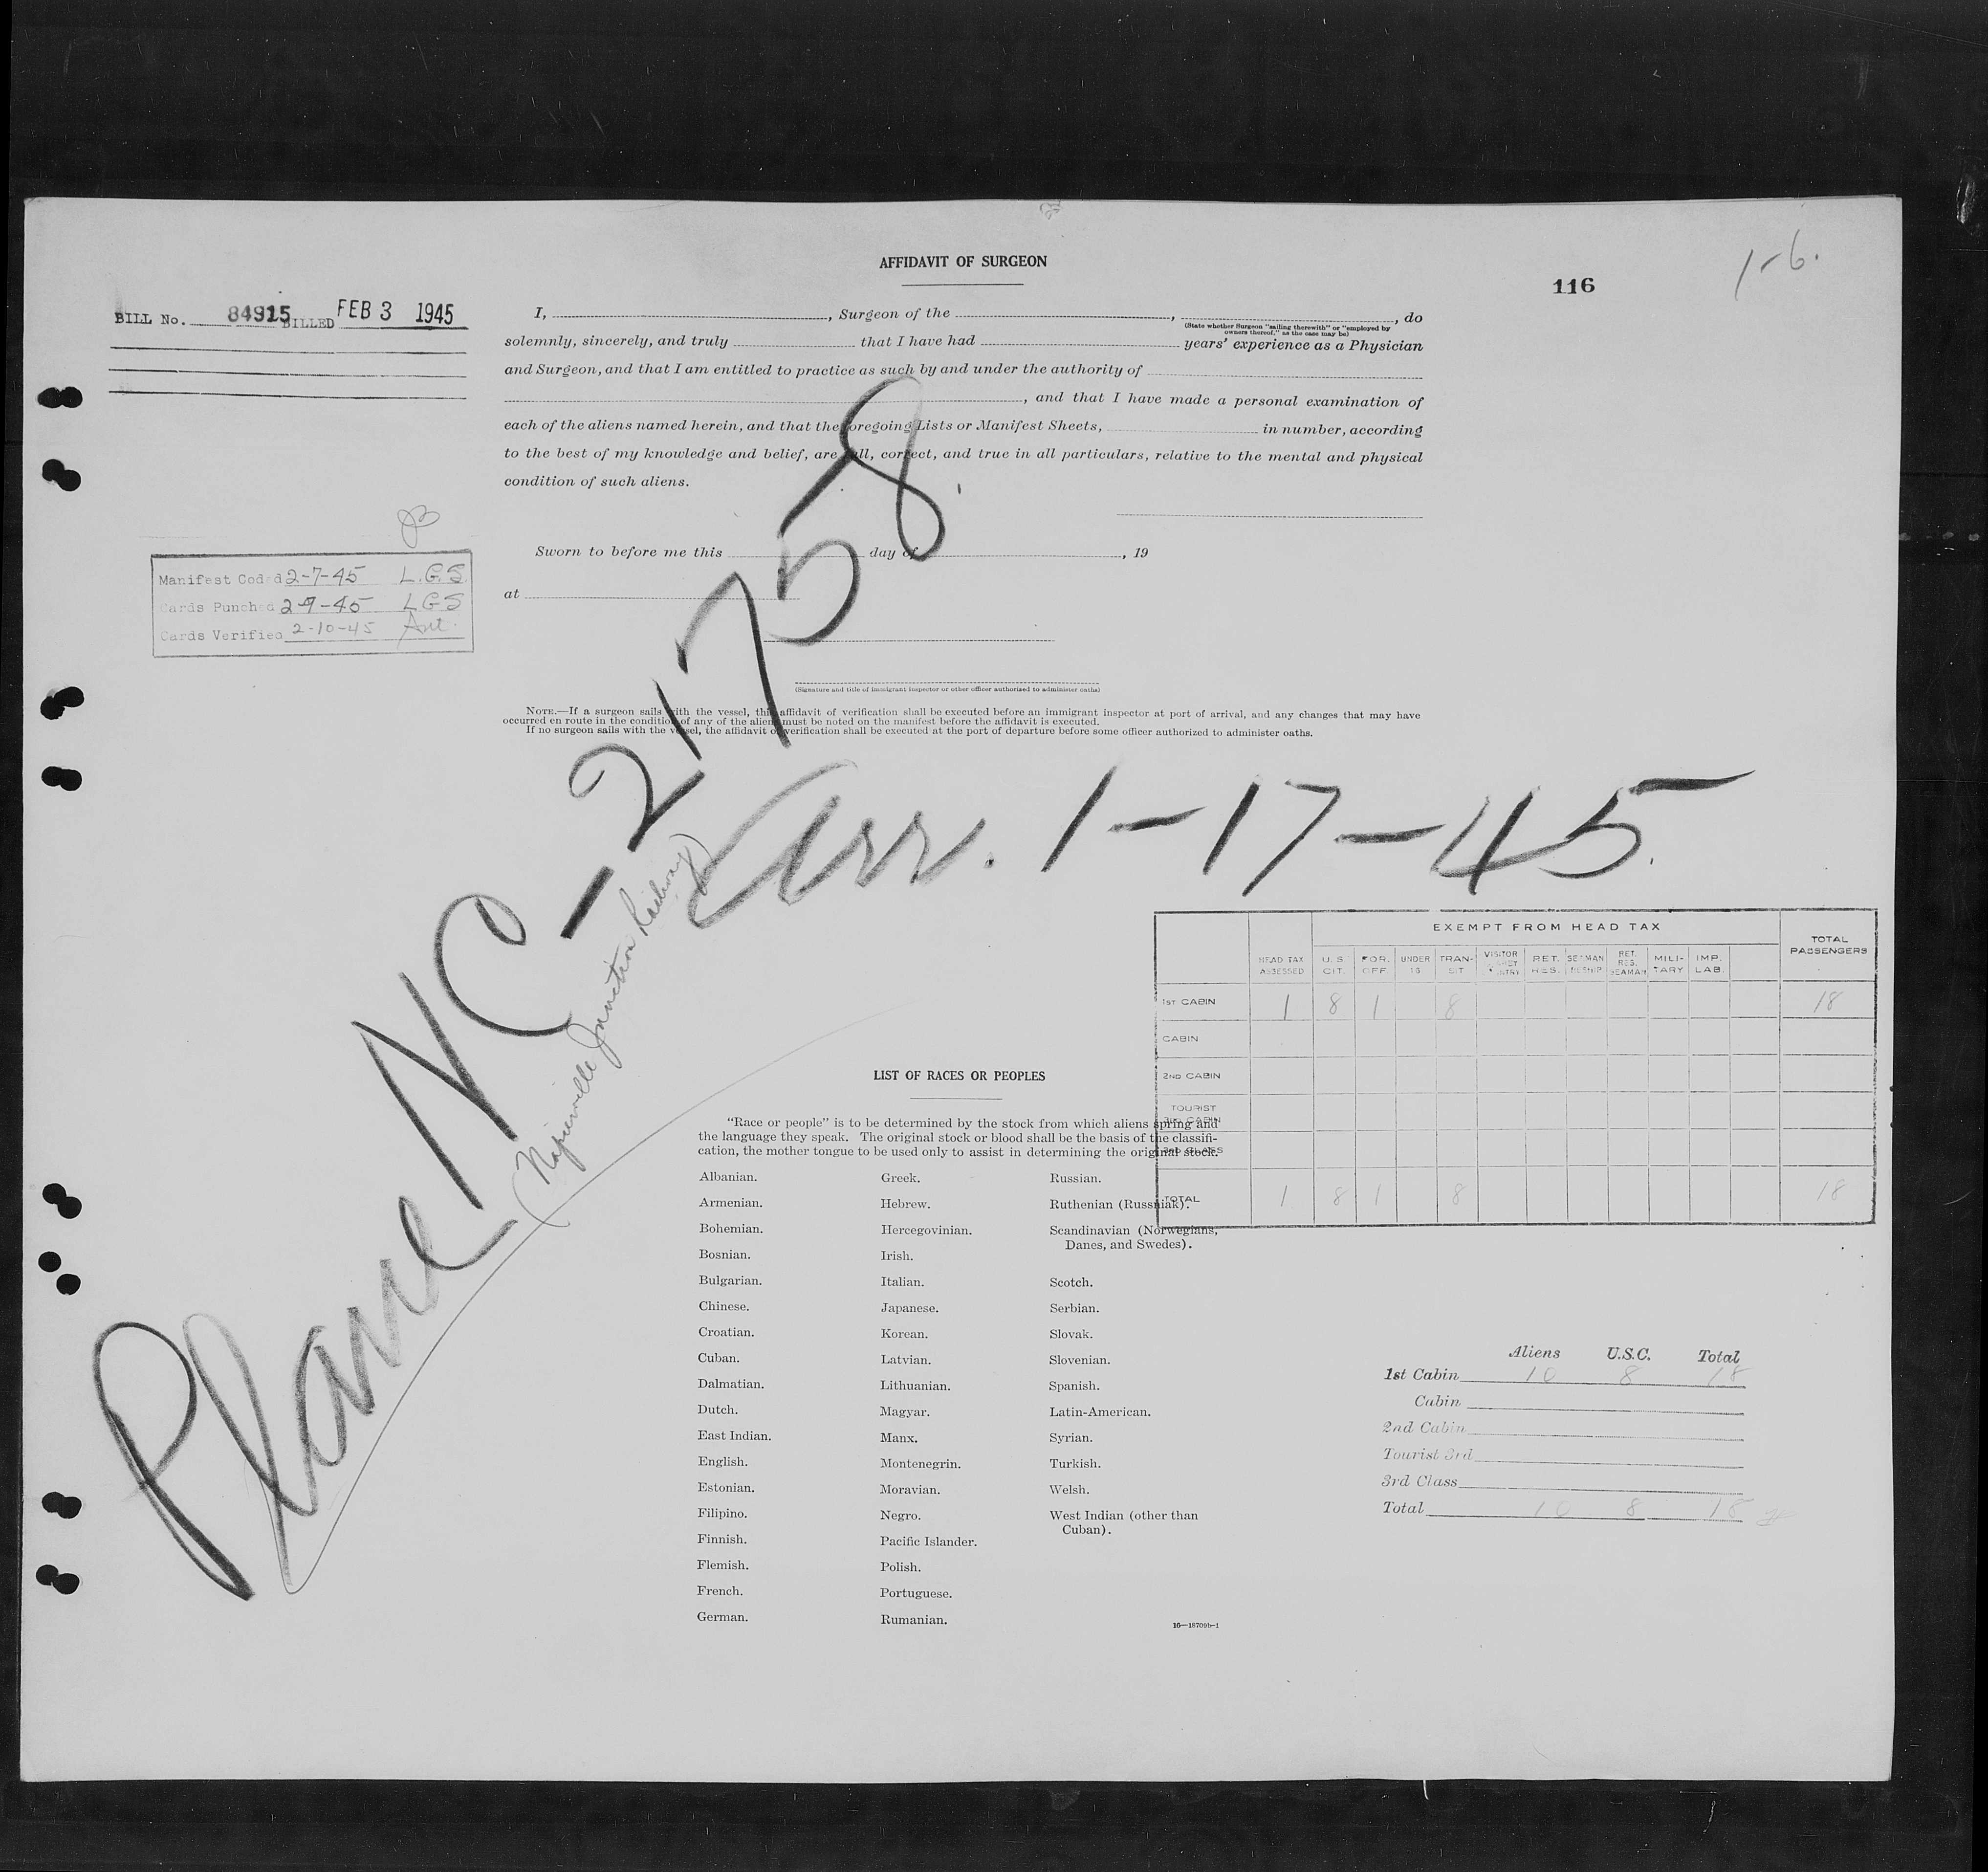 AFFIDAVIT OF SURGEON
116
1-6.
BILL No. 84915 BILLED FEB 3 1945
I, , Surgeon of the , , do
(State whether Surgeon "sailing therewith" or "employed by
owners thereof," as the case may be)
solemnly, sincerely, and truly that I have had years' experience as a Physician
and Surgeon, and that I am entitled to practice as such by and under the authority of
, and that I have made a personal examination of
each of the aliens named herein, and that the foregoing Lists or Manifest Sheets, in number, according
to the best of my knowledge and belief, are full, correct, and true in all particulars, relative to the mental and physical
condition of such aliens.
Sworn to before me this day of , 19
at
(Signature and title of immigrant inspector or other officer authorized to administer oaths)
Manifest Coded 2-7-45 L.G.S.
Cards Punched 2-9-45 LGS
Cards Verified 2-10-45
NOTE.—If a surgeon sails with the vessel, this affidavit of verification shall be executed before an immigrant inspector at port of arrival, and any changes that may have
occurred en route in the condition of any of the aliens must be noted on the manifest before the affidavit is executed.
If no surgeon sails with the vessel, the affidavit of verification shall be executed at the port of departure before some officer authorized to administer oaths.
Plane NC-21758.
(Napierville Junction Railway)
Arr. 1-17-45.
EXEMPT FROM HEAD TAX
HEAD TAX ASSESSED U.S. CIT. FOR. OFF. UNDER 16 TRANSIT VISITOR RET. RES. SEAMAN RET. RES. SEAMAN MILITARY IMP. LAB. TOTAL PASSENGERS
1ST CABIN 1 8 1 8 18
CABIN
2ND CABIN
TOURIST 3RD CABIN
3RD CLASS
TOTAL 1 8 1 8 18
LIST OF RACES OR PEOPLES
"Race or people" is to be determined by the stock from which aliens spring and
the language they speak. The original stock or blood shall be the basis of the classifi-
cation, the mother tongue to be used only to assist in determining the original stock.
Albanian.
Armenian.
Bohemian.
Bosnian.
Bulgarian.
Chinese.
Croatian.
Cuban.
Dalmatian.
Dutch.
East Indian.
English.
Estonian.
Filipino.
Finnish.
Flemish.
French.
German.
Greek.
Hebrew.
Hercegovinian.
Irish.
Italian.
Japanese.
Korean.
Latvian.
Lithuanian.
Magyar.
Manx.
Montenegrin.
Moravian.
Negro.
Pacific Islander.
Polish.
Portuguese.
Rumanian.
Russian.
Ruthenian (Russniak).
Scandinavian (Norwegians,
Danes, and Swedes).
Scotch.
Serbian.
Slovak.
Slovenian.
Spanish.
Latin-American.
Syrian.
Turkish.
Welsh.
West Indian (other than
Cuban).
16—18709b-1
Aliens U.S.C. Total
1st Cabin 10 8 18
Cabin
2nd Cabin
Tourist 3rd
3rd Class
Total 10 8 18